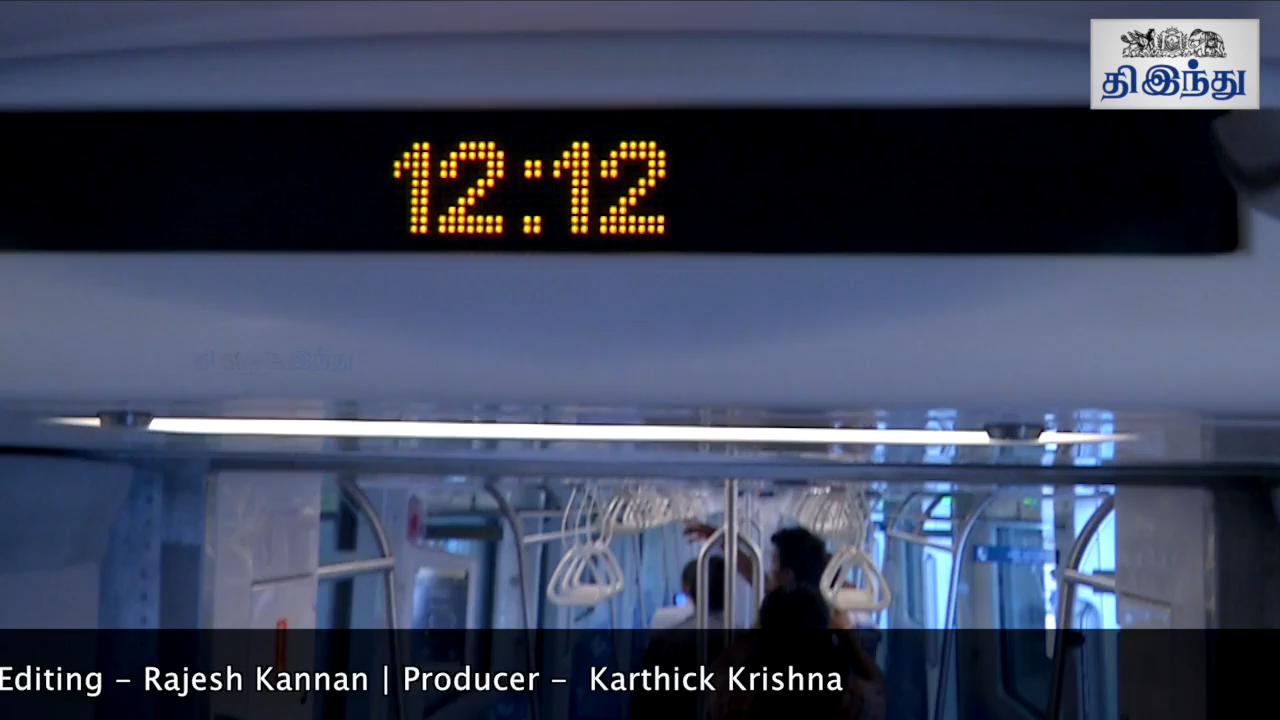 தி இந்து
12:12
Editing – Rajesh Kannan | Producer – Karthick Krishna